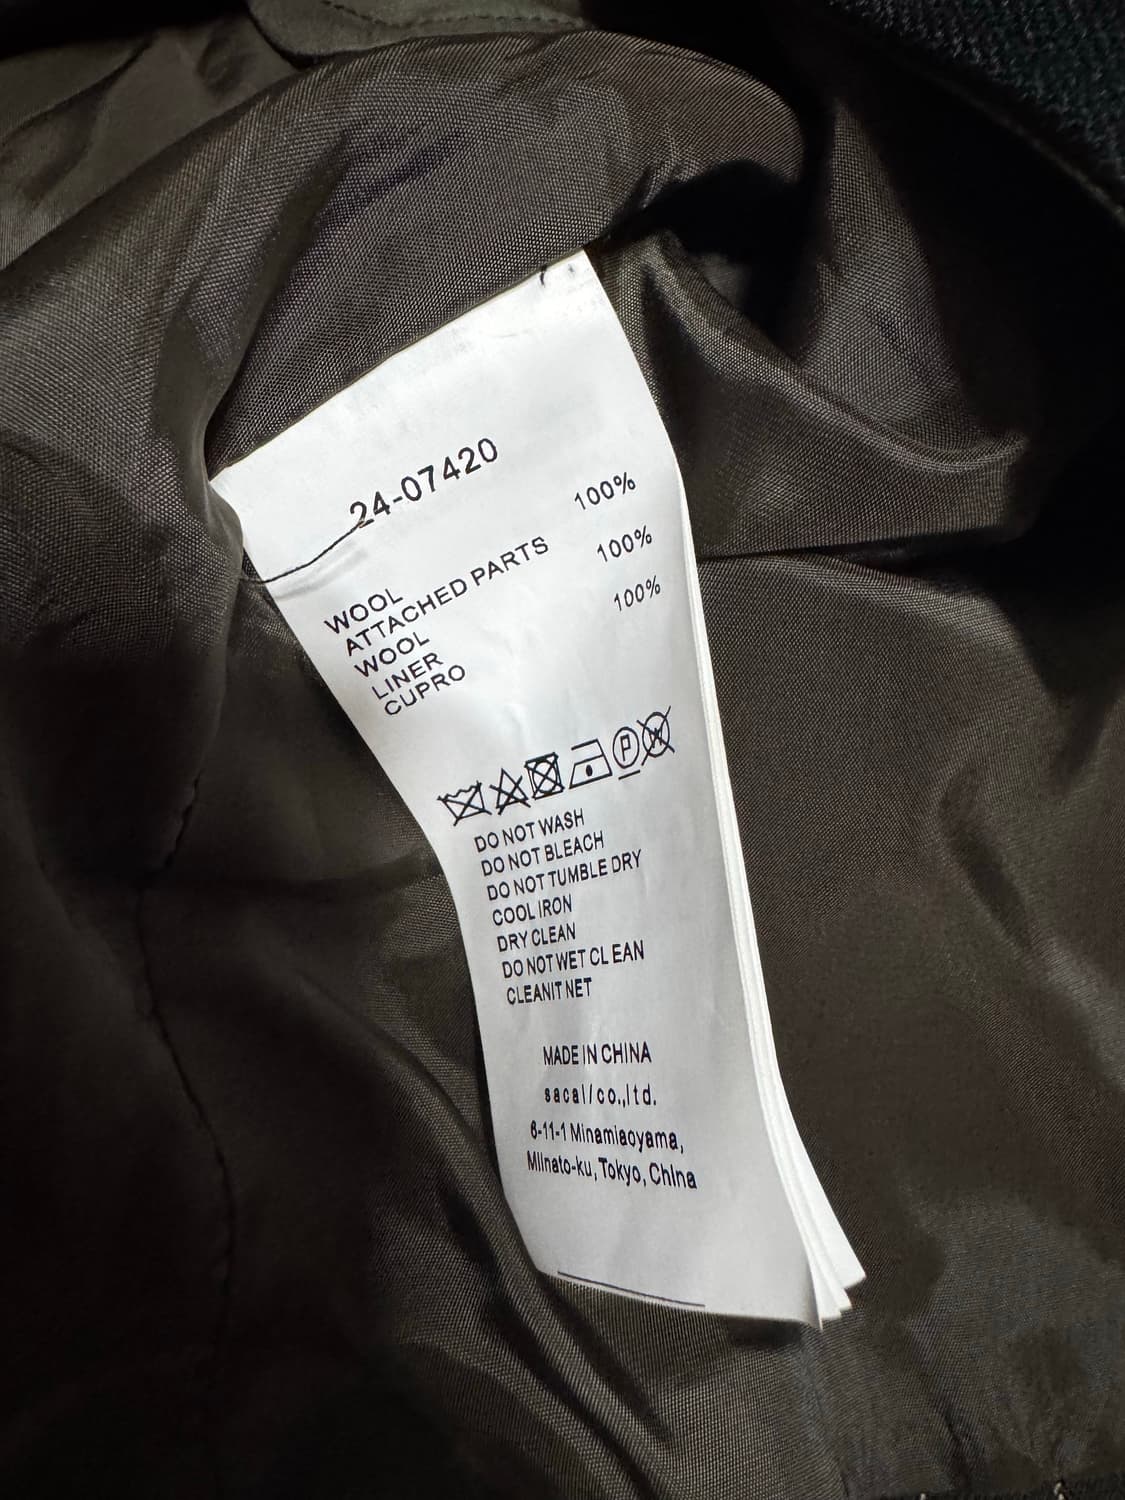 24-07420
WOOL 100%
ATTACHED PARTS
WOOL 100%
LINER
CUPRO 100%
P W
DO NOT WASH
DO NOT BLEACH
DO NOT TUMBLE DRY
COOL IRON
DRY CLEAN
DO NOT WET CL EAN
CLEANIT NET
MADE IN CHINA
sacal/co.,ltd.
6-11-1 Minamiaoyama,
Mlinato-ku, Tokyo, China